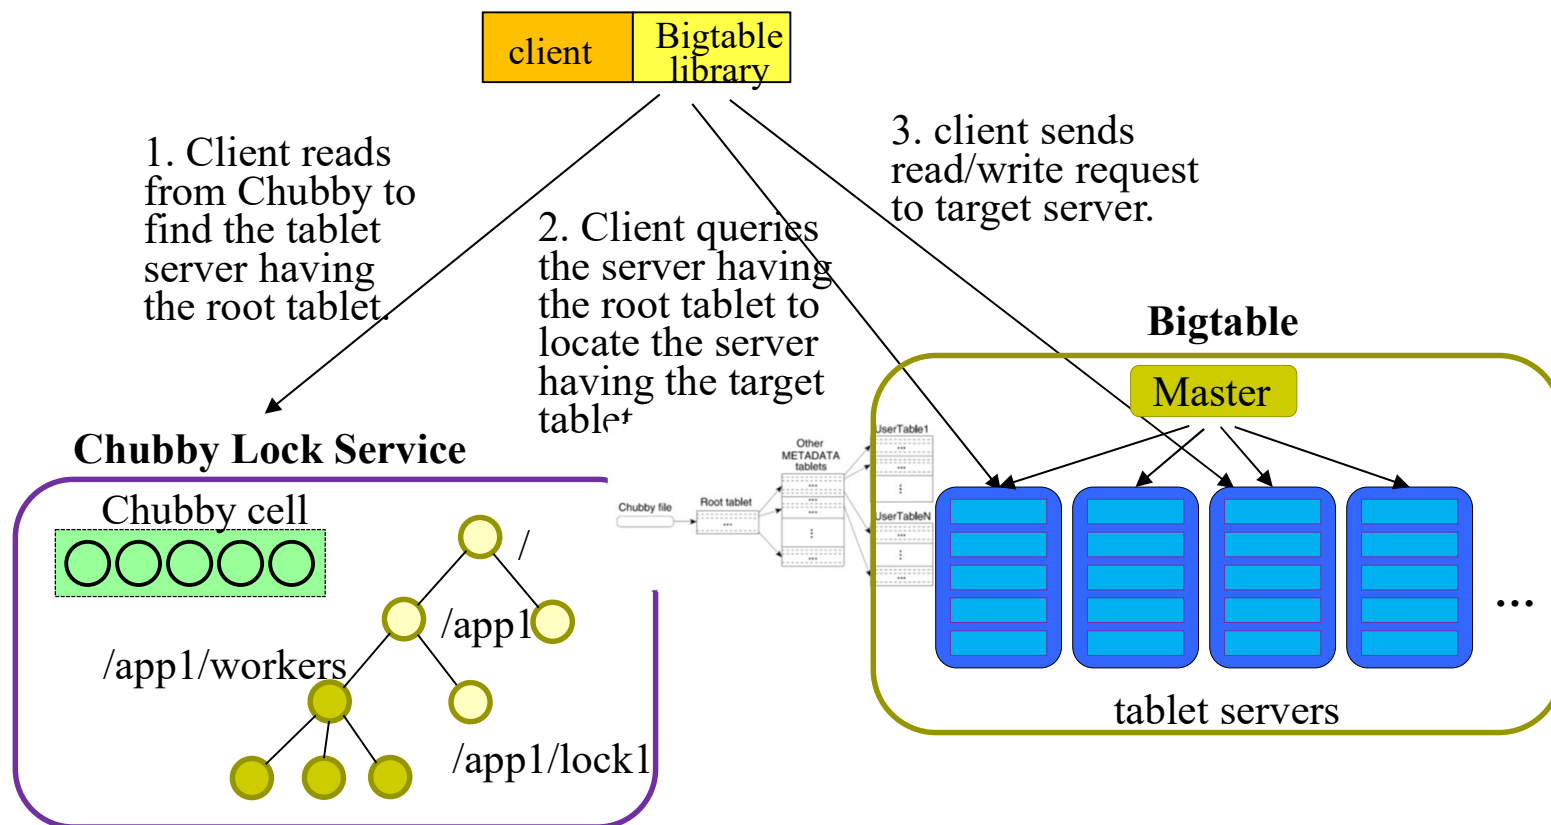 client
Bigtable
library
1. Client reads
from Chubby to
find the tablet
server having
the root tablet.
2. Client queries
the server having
the root tablet to
locate the server
having the target
tablet
3. client sends
read/write request
to target server.
Bigtable
Master
tablet servers
...
Chubby Lock Service
Chubby cell
/
/app1
/app1/workers
/app1/lock1
Chubby file
Root tablet
...
Other
METADATA
tablets
...
...
...
...
UserTable1
...
...
...
UserTableN
...
...
...